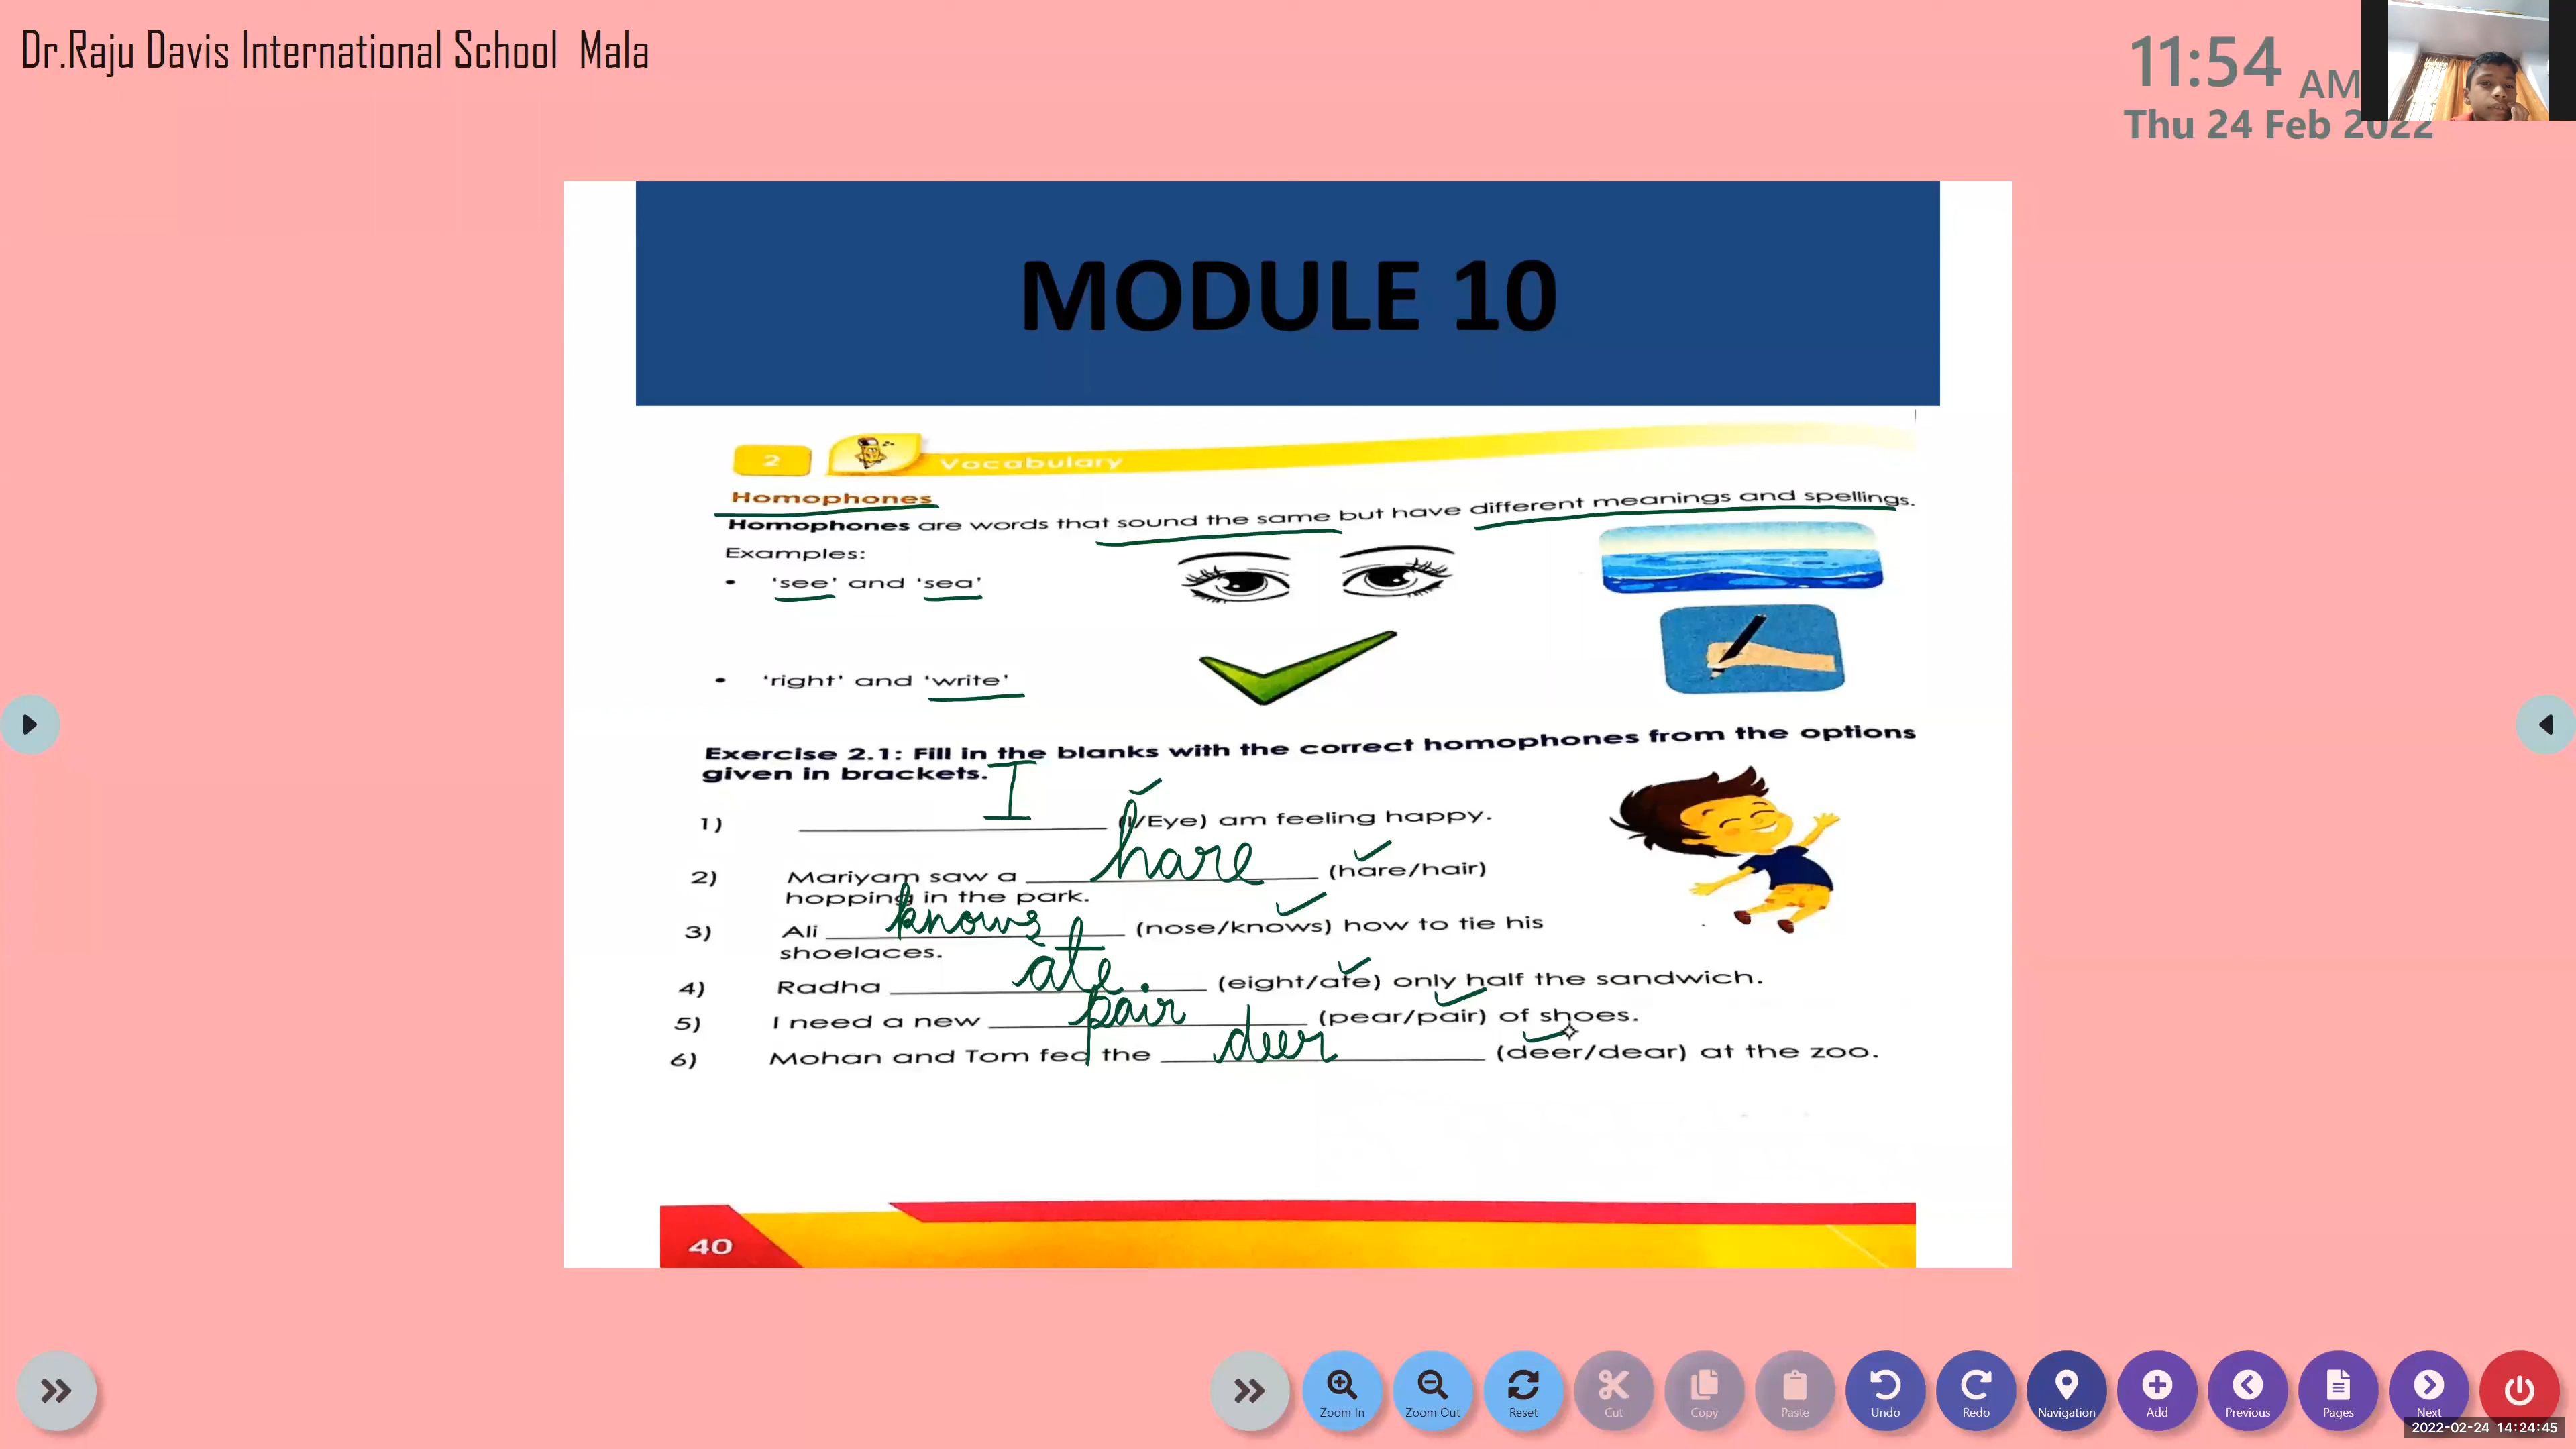 Dr.Raju Davis International School Mala
11:54 AM
Thu 24 Feb 2022
MODULE 10
2 Vocabulary
Homophones
Homophones are words that sound the same but have different meanings and spellings.
Examples:
• 'see' and 'sea'
• 'right' and 'write'
Exercise 2.1: Fill in the blanks with the correct homophones from the options
given in brackets.
1) I (I/Eye) am feeling happy.
2) Mariyam saw a hare (hare/hair)
hopping in the park.
3) Ali knows (nose/knows) how to tie his
shoelaces.
4) Radha ate (eight/ate) only half the sandwich.
5) I need a new pair (pear/pair) of shoes.
6) Mohan and Tom fed the deer (deer/dear) at the zoo.
40
Zoom In Zoom Out Reset Cut Copy Paste Undo Redo Navigation Add Previous Pages Next
2022-02-24 14:24:45